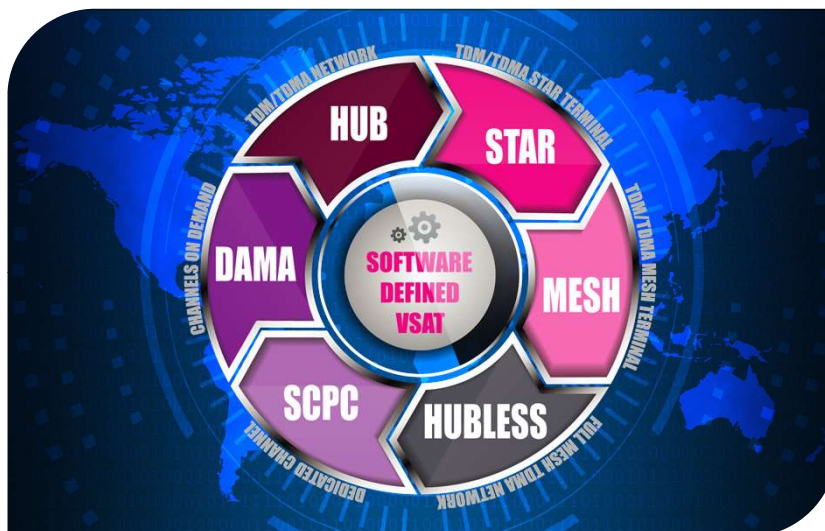 TDM/TDMA NETWORK
HUB
TDM/TDMA STAR TERMINAL
STAR
TDM/TDMA MESH TERMINAL
MESH
FULL MESH TDMA NETWORK
HUBLESS
DEDICATED CHANNEL
SCPC
CHANNELS ON DEMAND
DAMA
SOFTWARE
DEFINED
VSAT